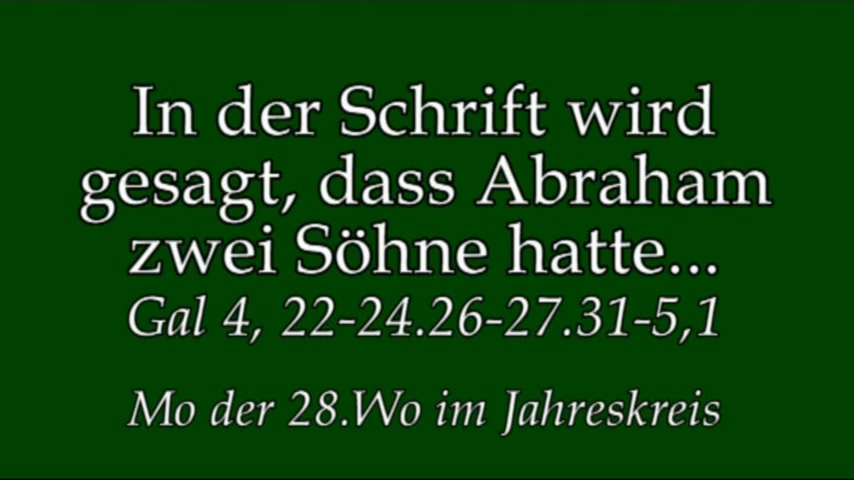 In der Schrift wird
gesagt, dass Abraham
zwei Söhne hatte...
Gal 4, 22-24.26-27.31-5,1
Mo der 28.Wo im Jahreskreis